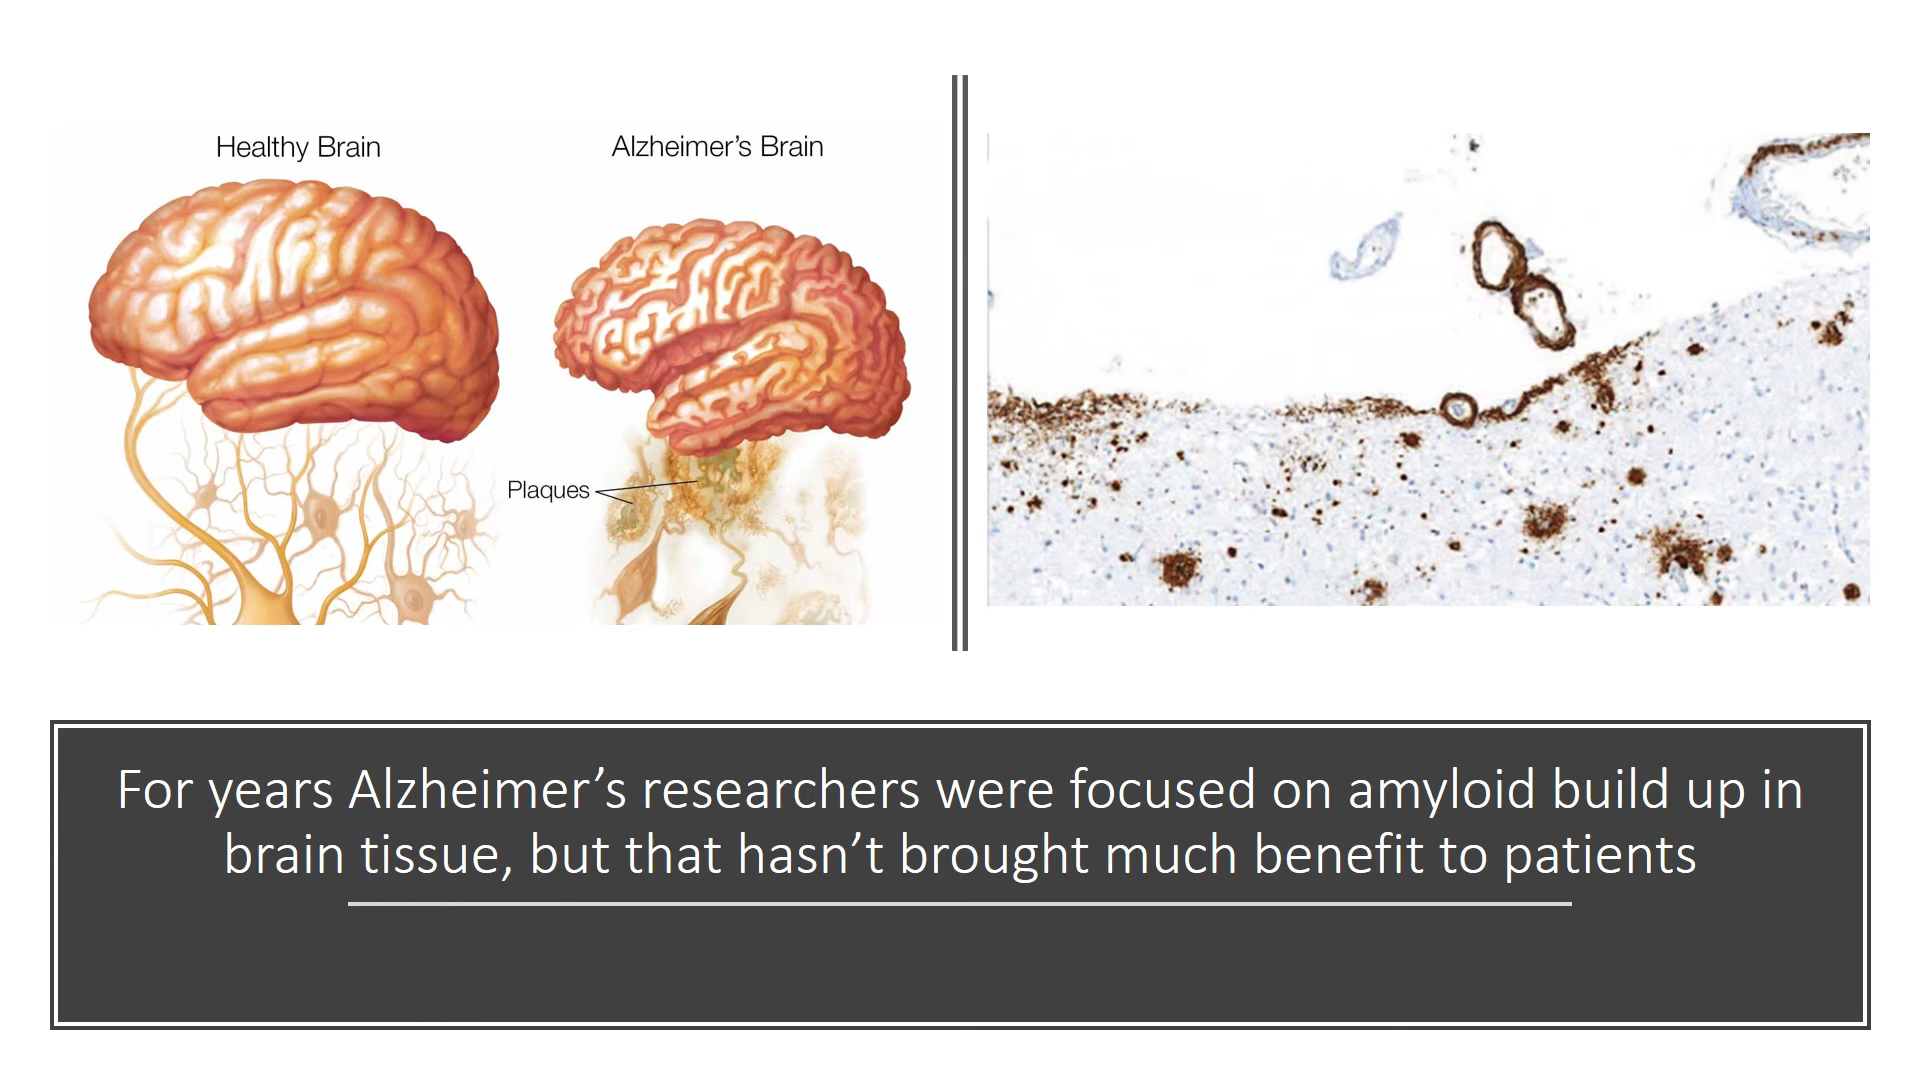 Healthy Brain
Alzheimer’s Brain
Plaques
For years Alzheimer’s researchers were focused on amyloid build up in
brain tissue, but that hasn’t brought much benefit to patients